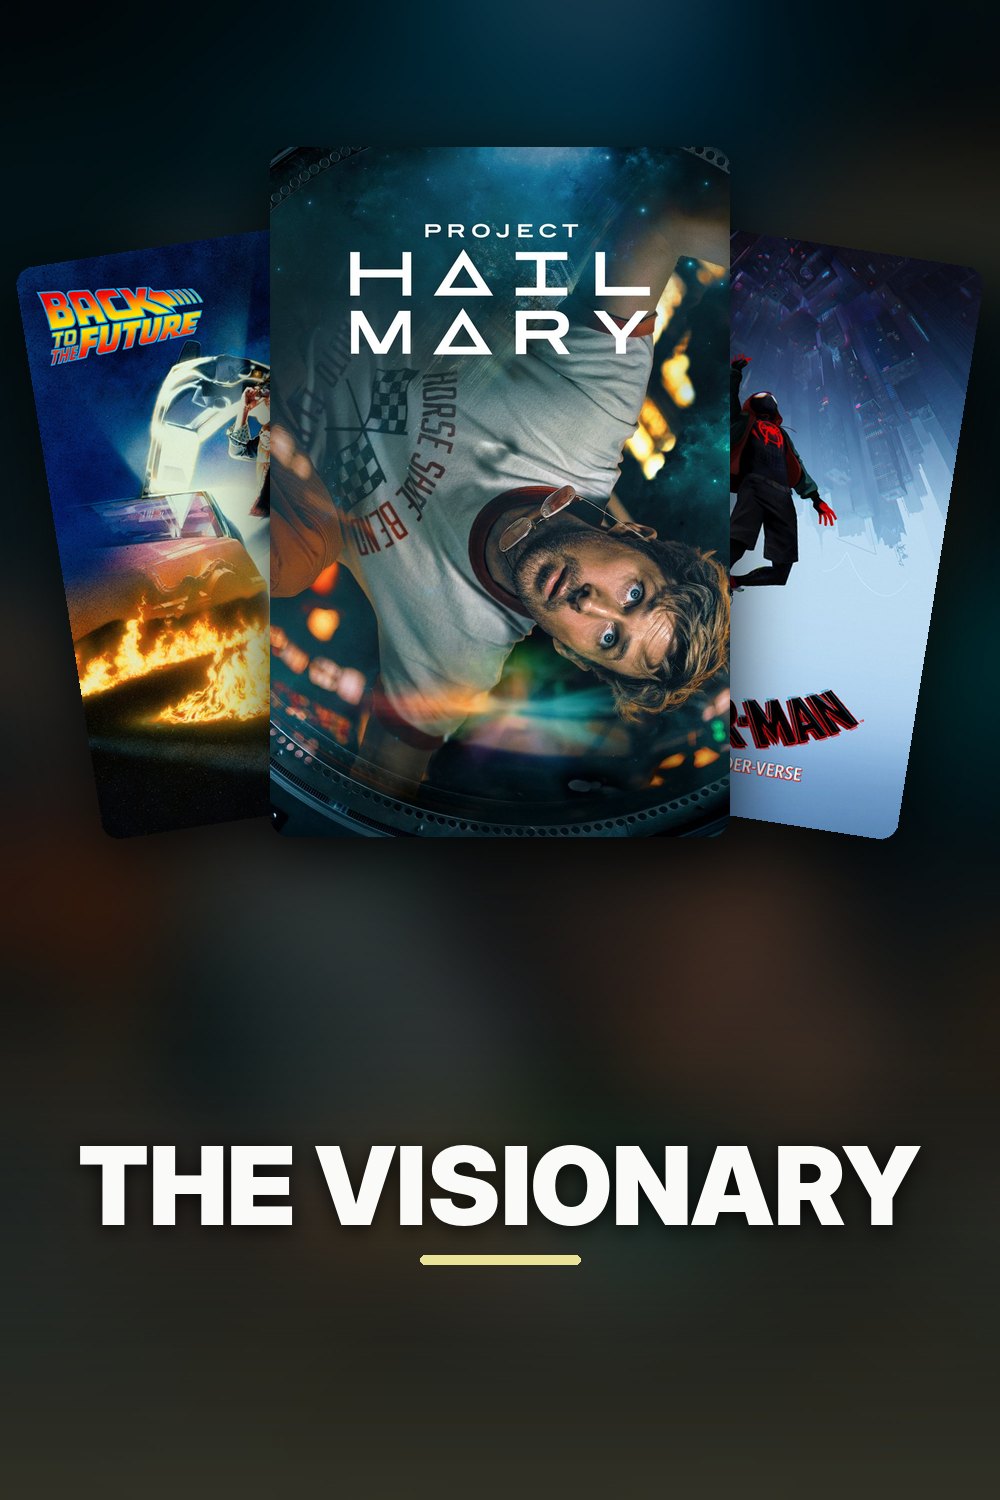 BACK
TO
THE FUTURE
PROJECT
HAIL
MARY
HORSE SHOE
BEND
R-MAN
DER-VERSE
THE VISIONARY